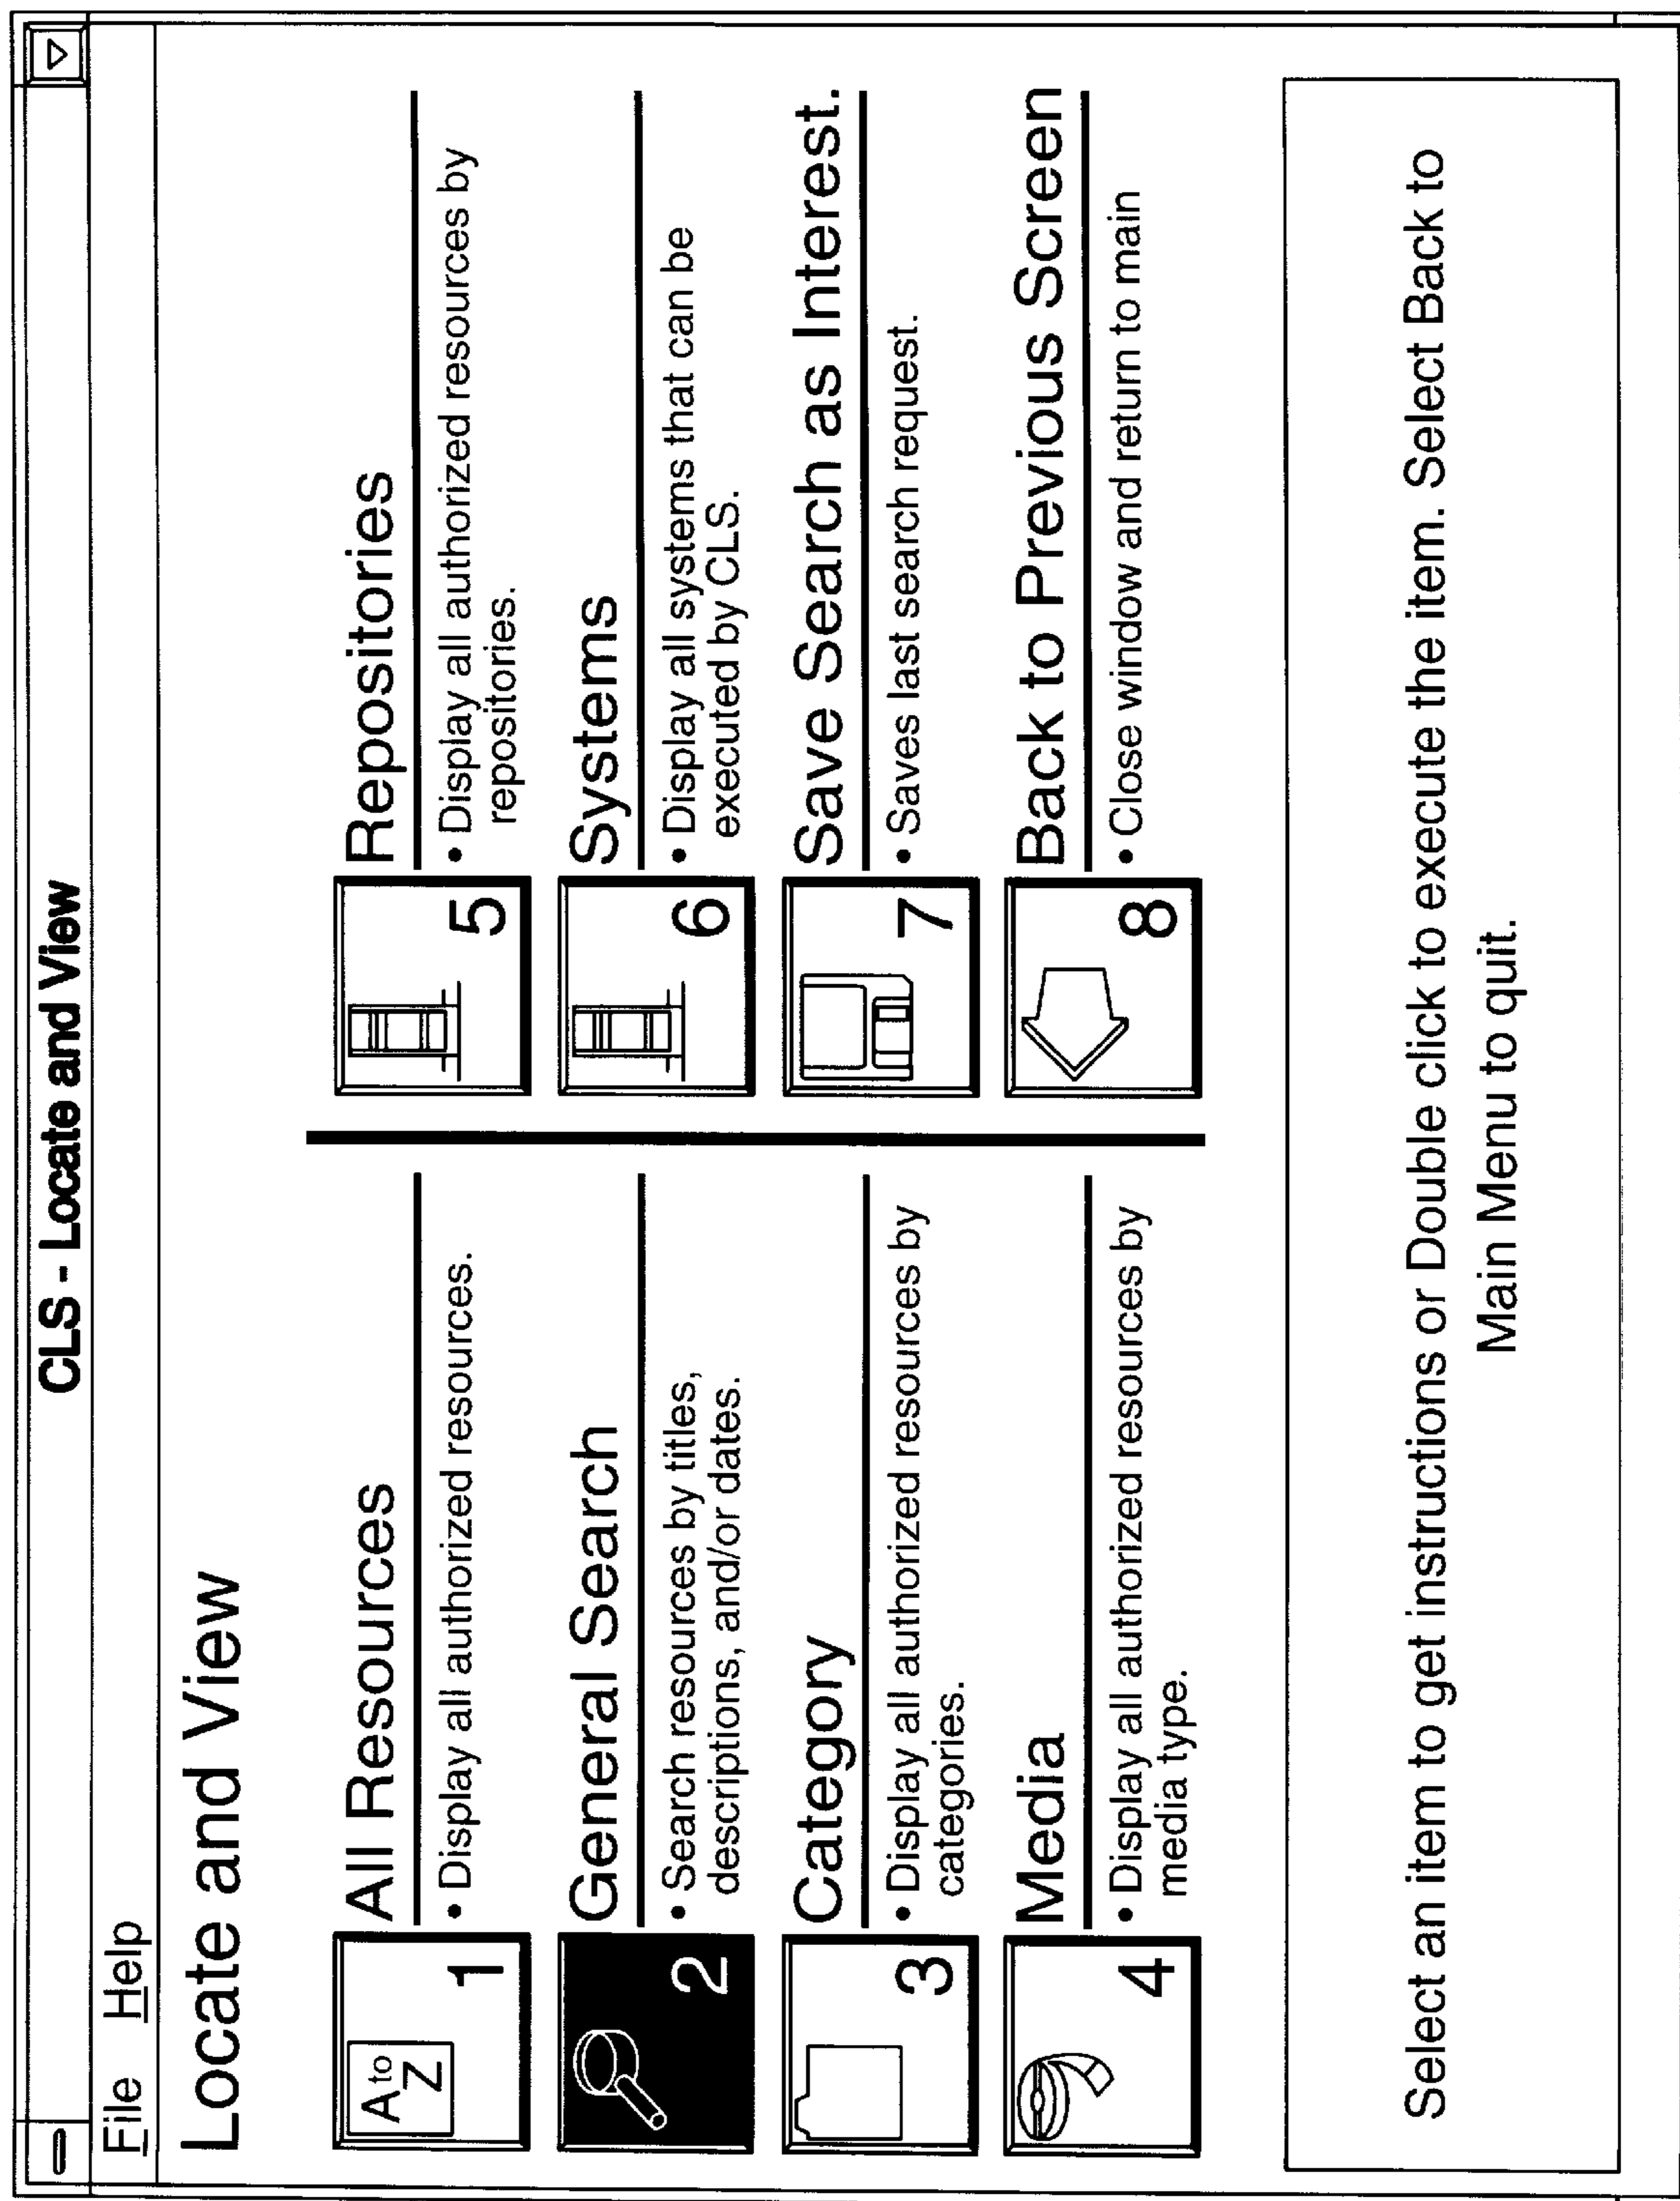 CLS - Locate and View
File Help
Locate and View
A to
Z
1
All Resources
• Display all authorized resources.
2
General Search
• Search resources by titles,
descriptions, and/or dates.
3
Category
• Display all authorized resources by
categories.
4
Media
• Display all authorized resources by
media type.
5
Repositories
• Display all authorized resources by
repositories.
6
Systems
• Display all systems that can be
executed by CLS.
7
Save Search as Interest.
• Saves last search request.
8
Back to Previous Screen
• Close window and return to main
Select an item to get instructions or Double click to execute the item. Select Back to
Main Menu to quit.